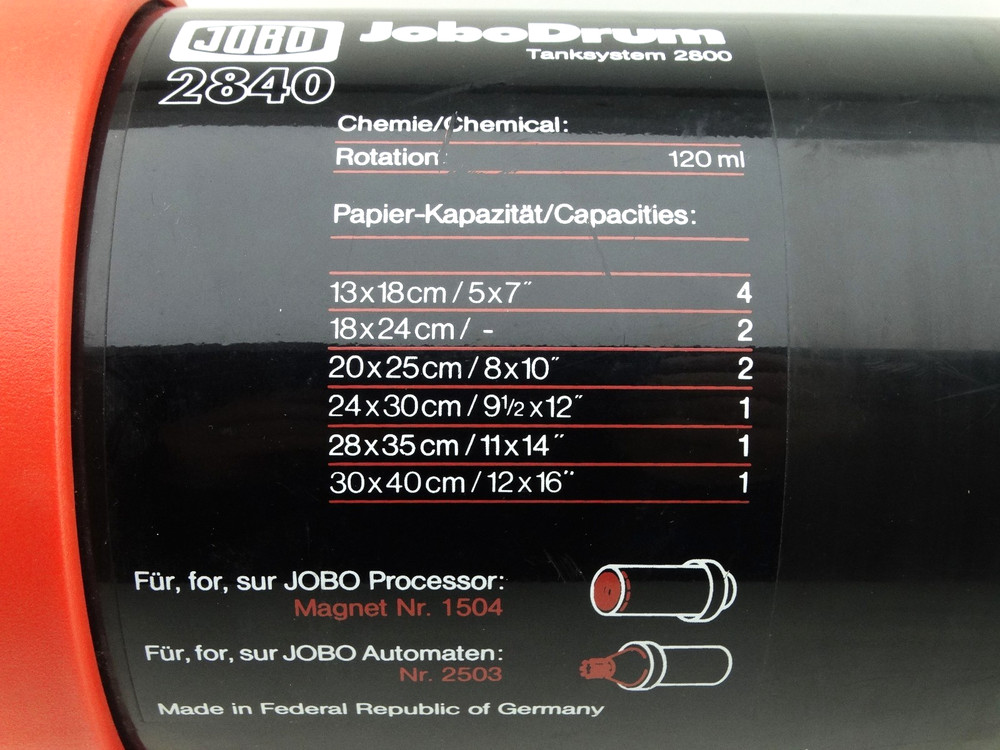 JOBO JoboDrum
Tanksystem 2800
2840
Chemie/Chemical:
Rotation: 120 ml
Papier-Kapazität/Capacities:
13x18cm / 5x7″ 4
18x24cm / - 2
20x25cm / 8x10″ 2
24x30cm / 9½x12″ 1
28x35cm / 11x14″ 1
30x40cm / 12x16″ 1
Für, for, sur JOBO Processor:
Magnet Nr. 1504
Für, for, sur JOBO Automaten:
Nr. 2503
Made in Federal Republic of Germany